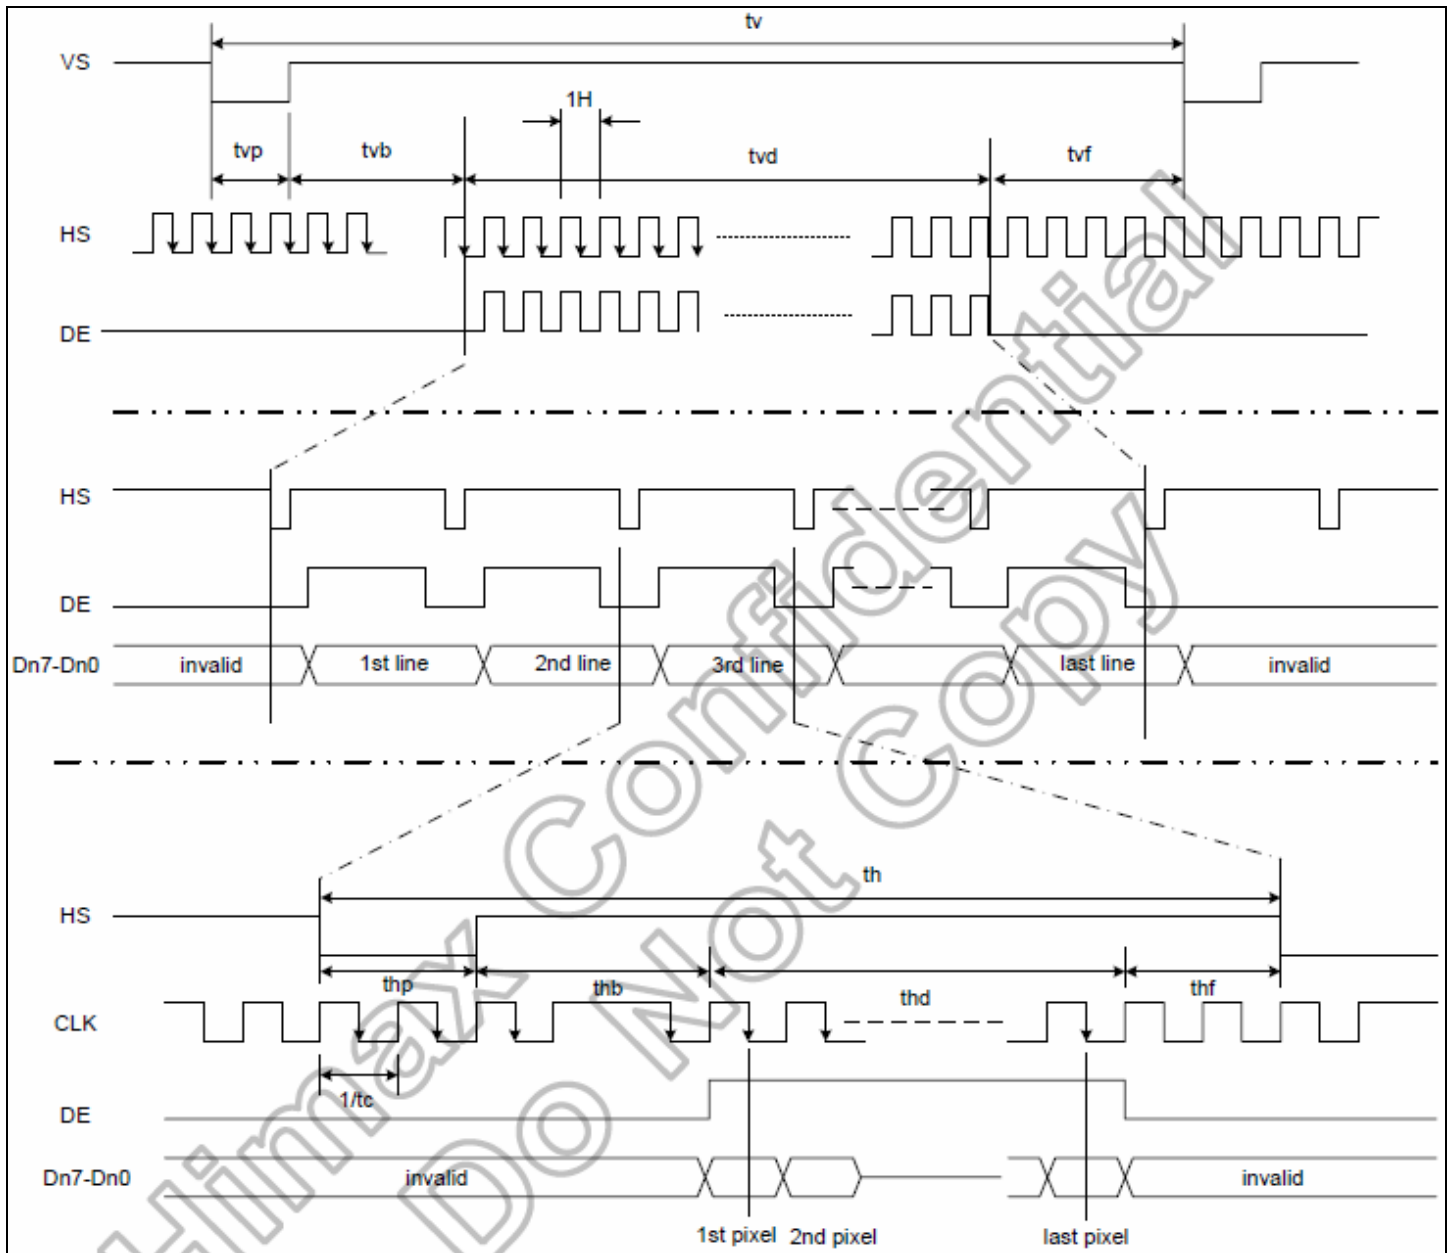 tv
VS
1H
tvp
tvb
tvd
tvf
HS
DE
HS
DE
Dn7-Dn0
invalid
1st line
2nd line
3rd line
last line
invalid
th
HS
thp
thb
thd
thf
CLK
1/tc
DE
Dn7-Dn0
invalid
invalid
1st pixel
2nd pixel
last pixel
Himax Confidential
Do Not Copy